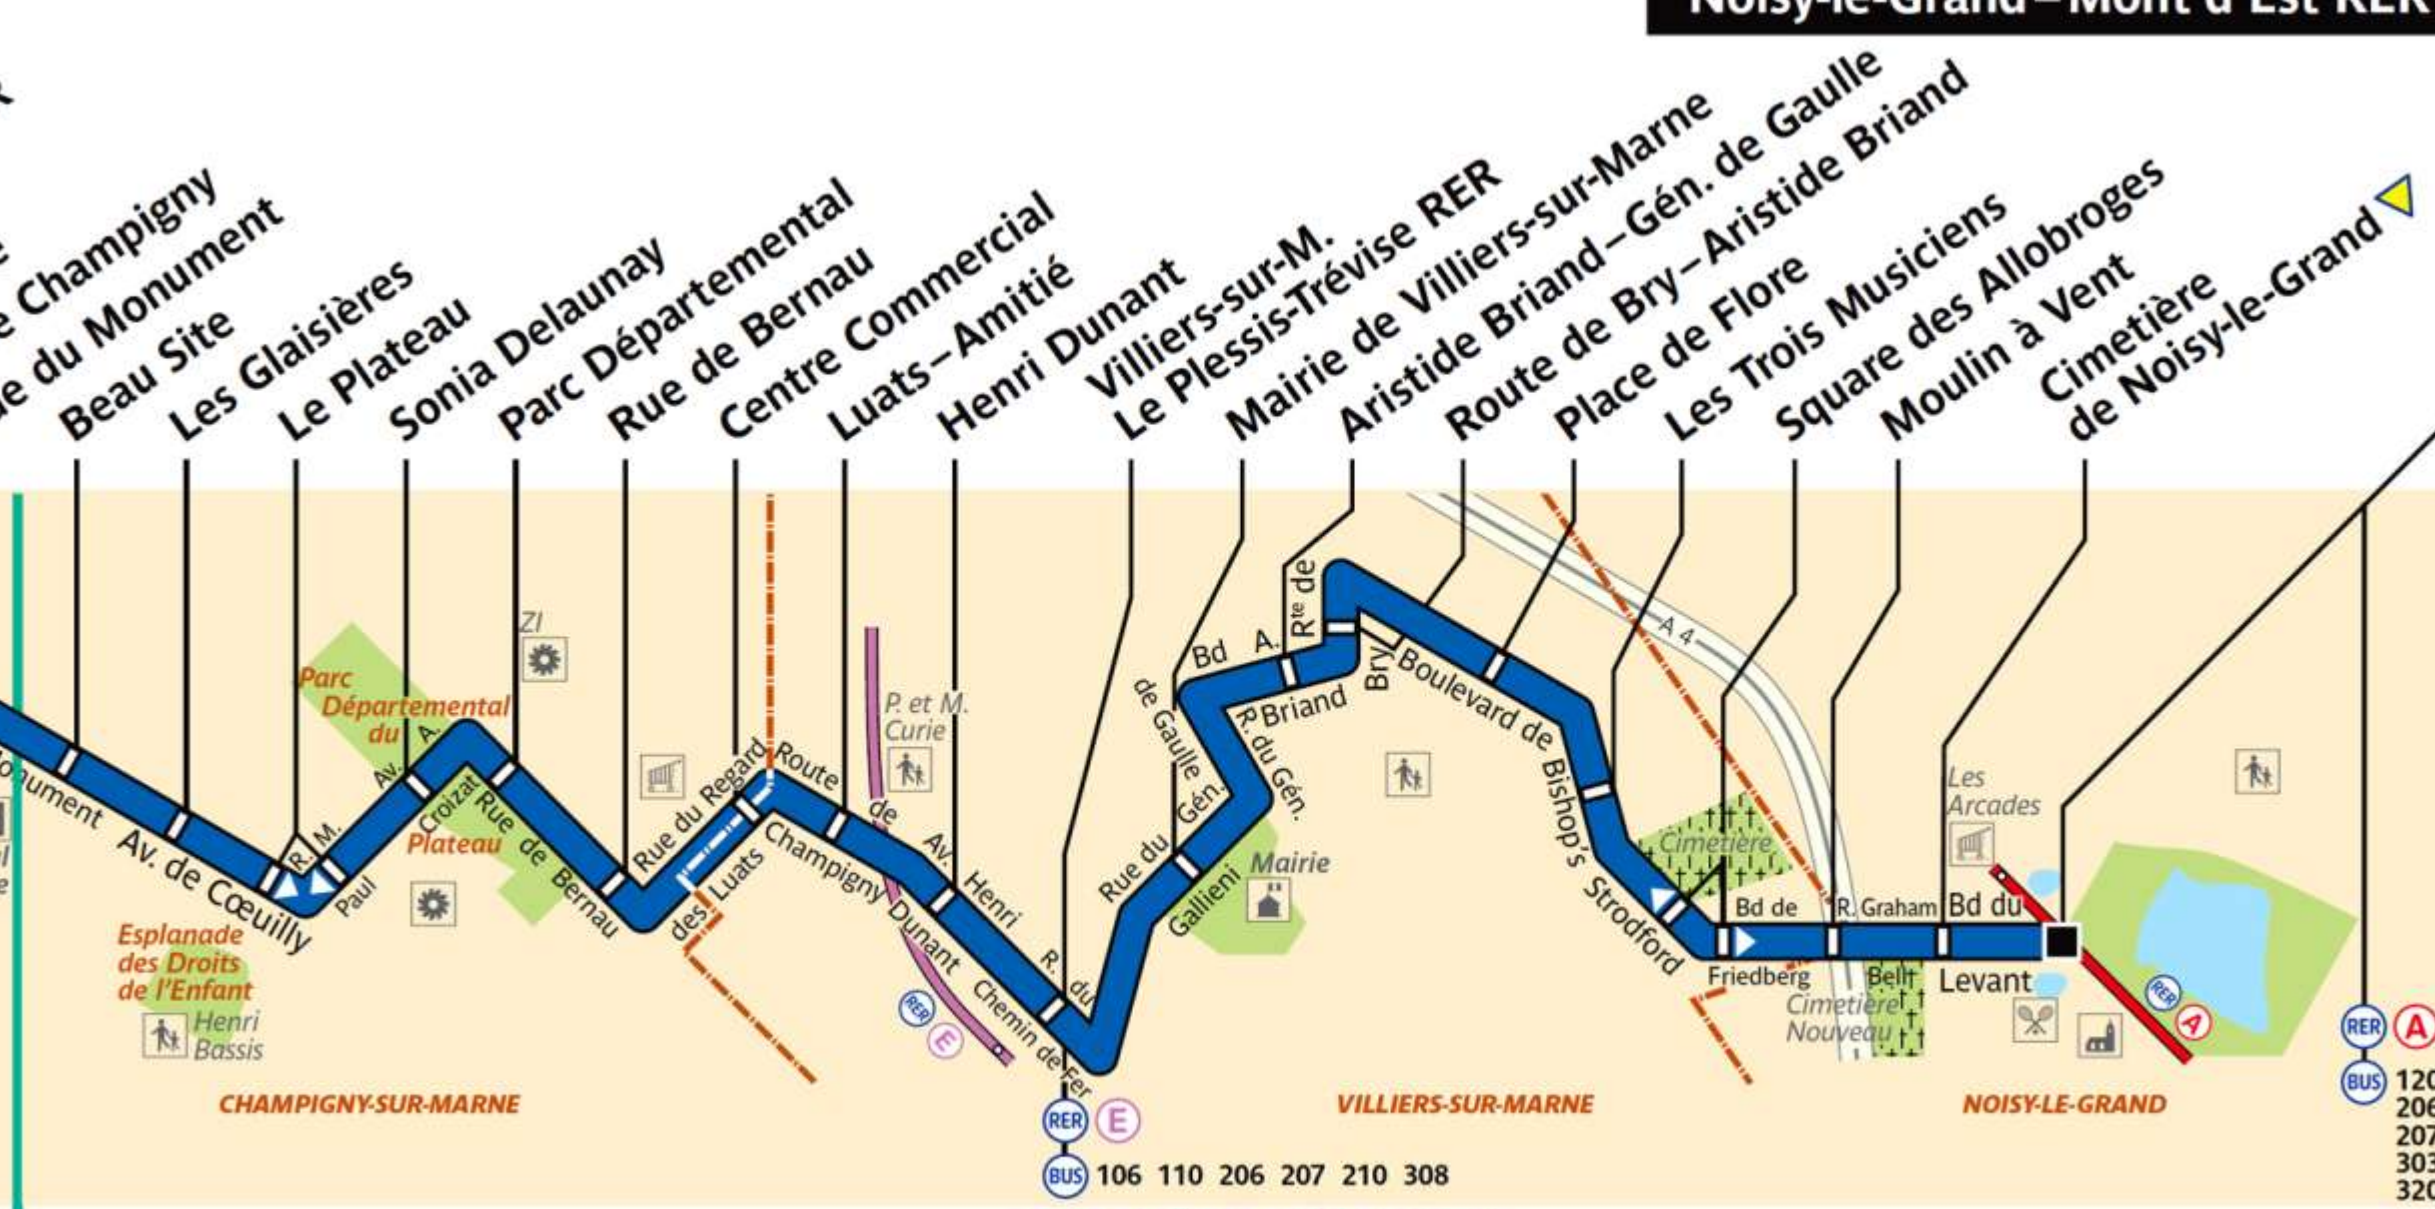 Noisy-le-Grand–Mont d'Est RER
Champigny
du Monument
Beau Site
Les Glaisières
Le Plateau
Sonia Delaunay
Parc Départemental
Rue de Bernau
Centre Commercial
Luats–Amitié
Henri Dunant
Villiers-sur-M.
Le Plessis-Trévise RER
Mairie de Villiers-sur-Marne
Aristide Briand–Gén. de Gaulle
Route de Bry–Aristide Briand
Place de Flore
Les Trois Musiciens
Square des Allobroges
Moulin à Vent
Cimetière
de Noisy-le-Grand
Parc
Départemental
du
Plateau
ZI
Av. de Cœuilly
R. M.
Paul
Av. A.
Croizat
Rue de Bernau
Rue du Regard
des Luats
Route de
Champigny
P. et M.
Curie
Av. Henri
Dunant
R. du
Chemin de Fer
Rue du Gén.
Gallieni
de Gaulle
R. du Gén.
Bd A.
Briand
Rte de
Bry
Boulevard de
Bishop's Strodford
A 4
Mairie
Cimetière
Bd de
Friedberg
R. Graham
Bell
Bd du
Levant
Les
Arcades
Cimetière
Nouveau
Esplanade
des Droits
de l'Enfant
Henri
Bassis
RER E
RER A
CHAMPIGNY-SUR-MARNE
VILLIERS-SUR-MARNE
NOISY-LE-GRAND
RER E
BUS 106 110 206 207 210 308
RER A
BUS 120
206
207
303
320